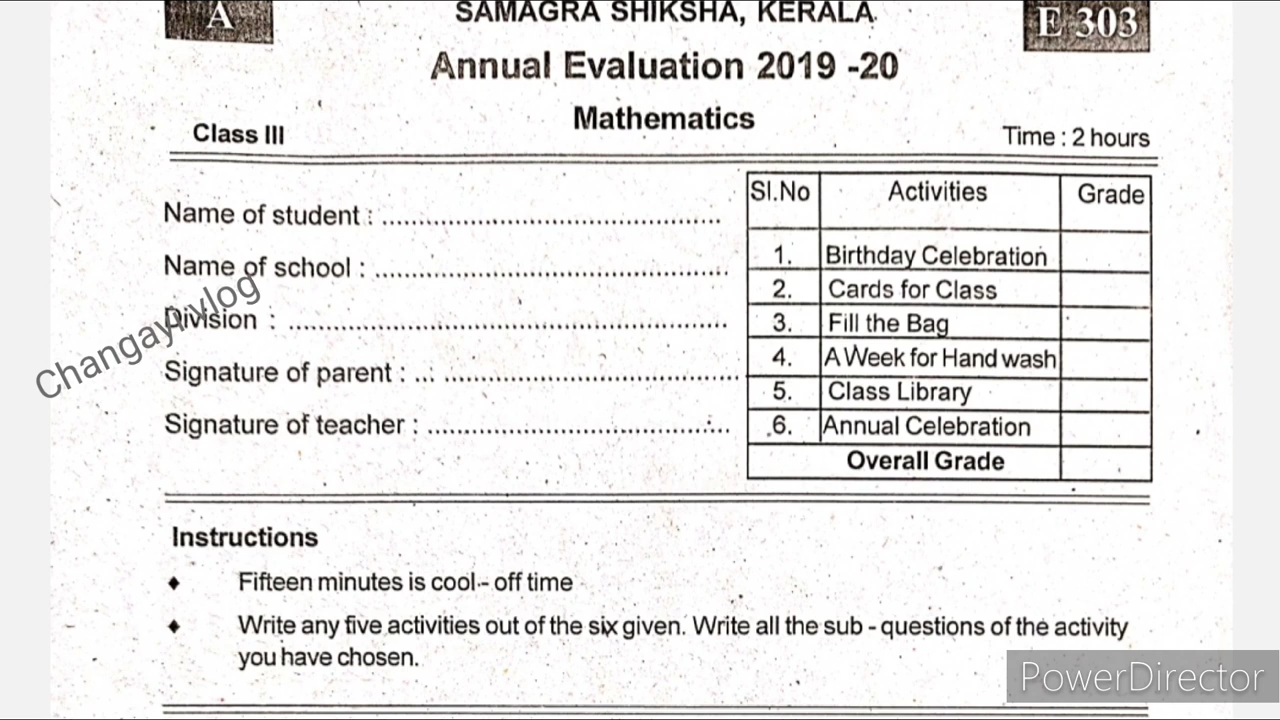 A
SAMAGRA SHIKSHA, KERALA
E 303
Annual Evaluation 2019 -20
Mathematics
Class III
Time : 2 hours
Name of student : ..........................................................
Name of school : ............................................................
Division : .........................................................................
Signature of parent : ... .................................................
Signature of teacher : ..................................................
Sl.No Activities Grade
1. Birthday Celebration
2. Cards for Class
3. Fill the Bag
4. A Week for Hand wash
5. Class Library
6. Annual Celebration
Overall Grade
Changayivlog
Instructions
♦ Fifteen minutes is cool - off time
♦ Write any five activities out of the six given. Write all the sub - questions of the activity
you have chosen.
PowerDirector